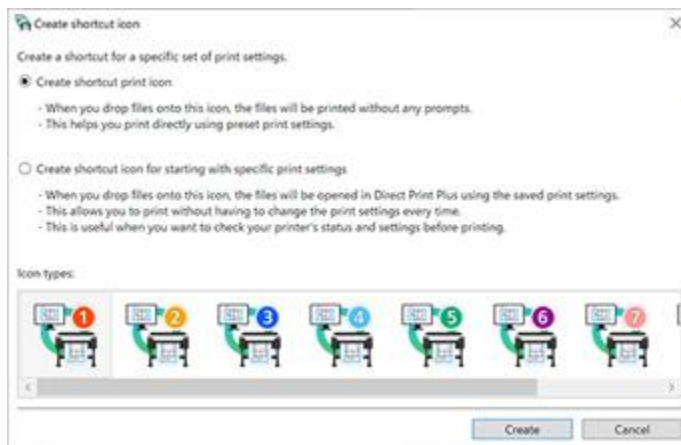 Create shortcut icon
Create a shortcut for a specific set of print settings.
Create shortcut print icon
- When you drop files onto this icon, the files will be printed without any prompts.
- This helps you print directly using preset print settings.
Create shortcut icon for starting with specific print settings
- When you drop files onto this icon, the files will be opened in Direct Print Plus using the saved print settings.
- This allows you to print without having to change the print settings every time.
- This is useful when you want to check your printer's status and settings before printing.
Icon types:
1 2 3 4 5 6 7
Create Cancel